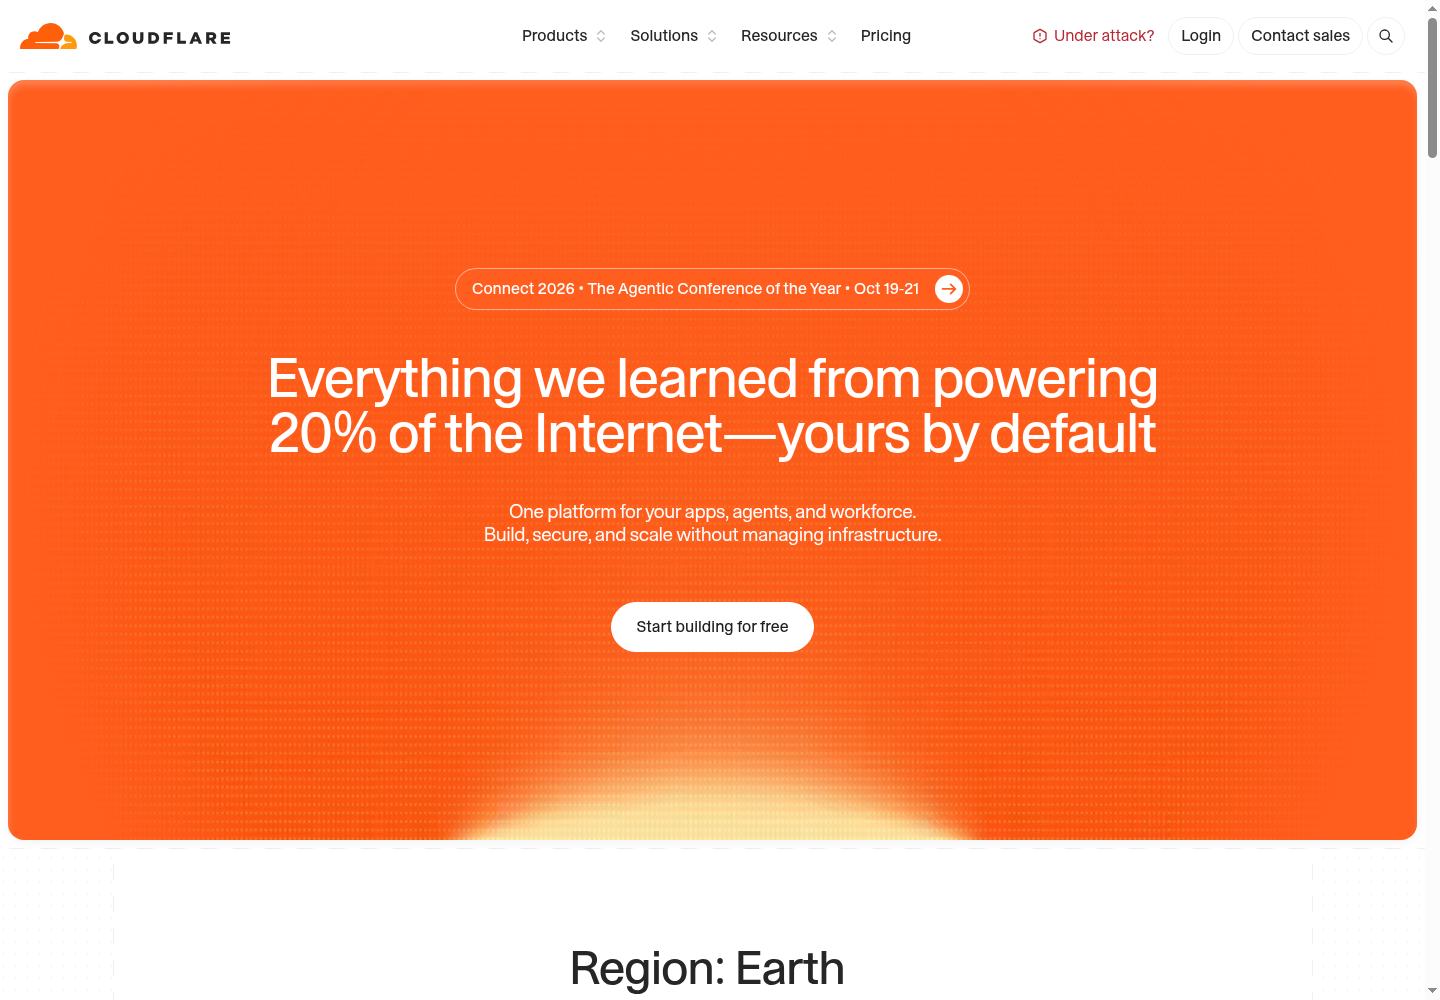 CLOUDFLARE
Products
Solutions
Resources
Pricing
Under attack?
Login
Contact sales
Connect 2026 • The Agentic Conference of the Year • Oct 19-21
Everything we learned from powering
20% of the Internet—yours by default
One platform for your apps, agents, and workforce.
Build, secure, and scale without managing infrastructure.
Start building for free
Region: Earth